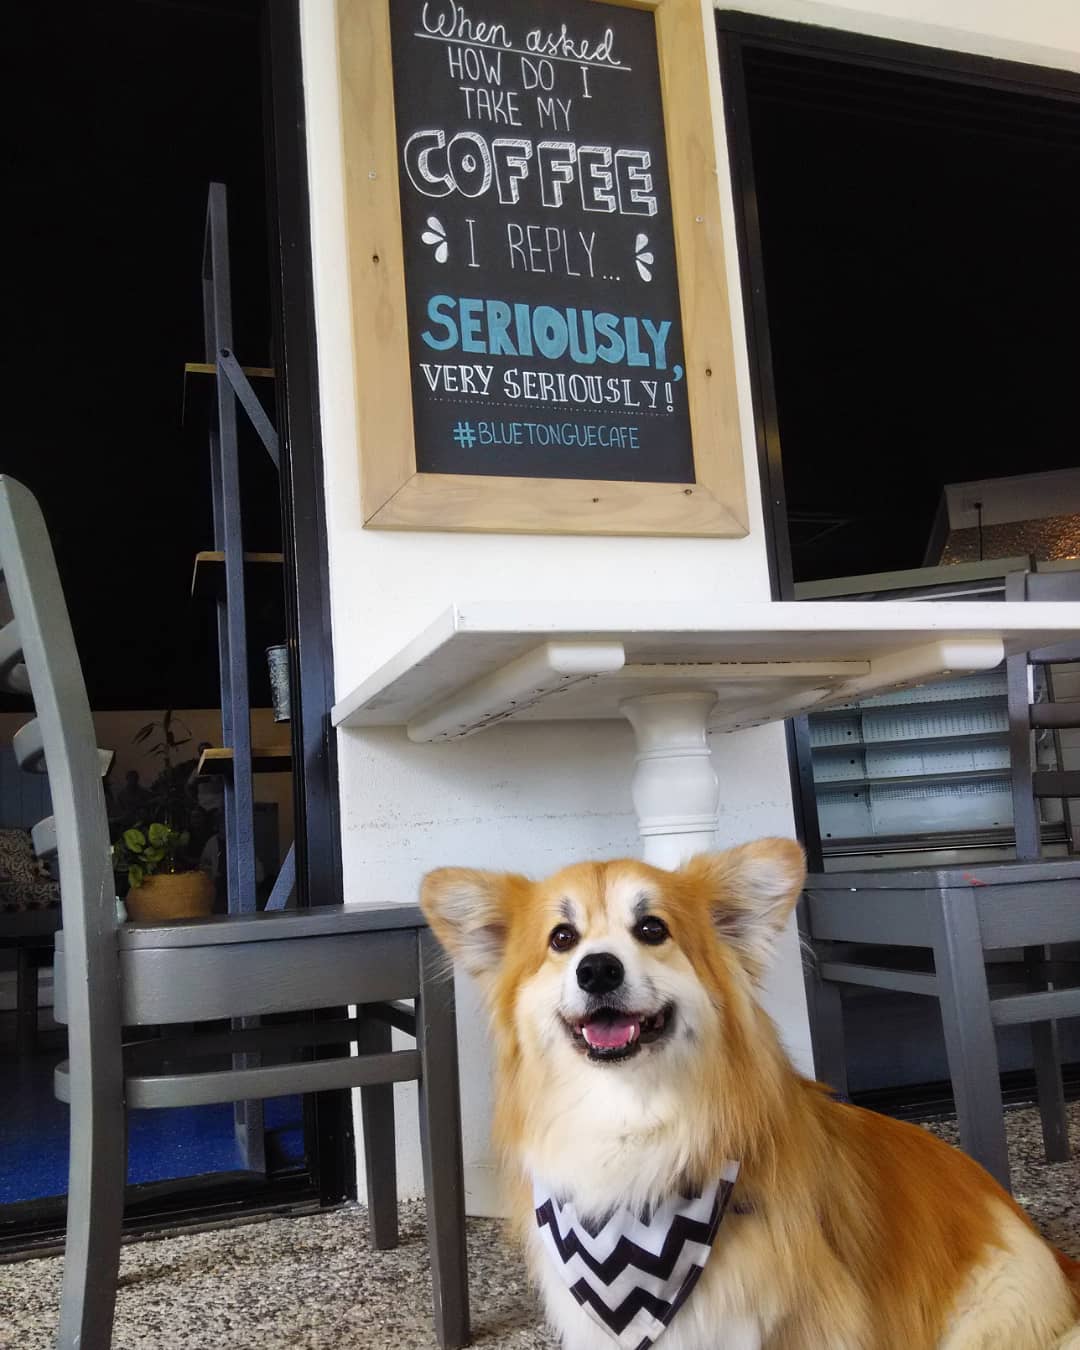 When asked
HOW DO I
TAKE MY
COFFEE
I REPLY...
SERIOUSLY,
VERY SERIOUSLY!
#BLUETONGUECAFE